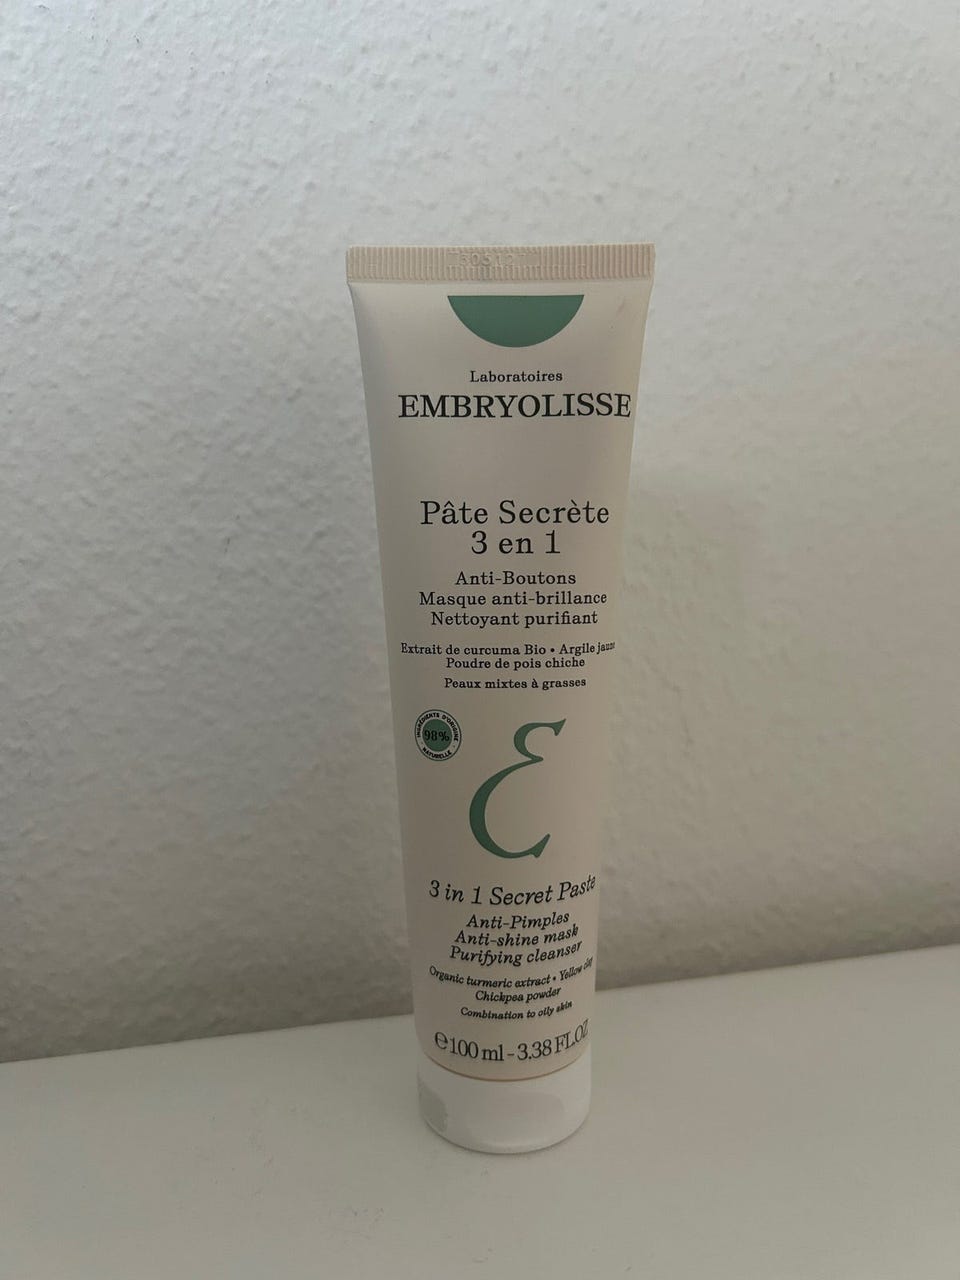 Laboratoires
EMBRYOLISSE
Pâte Secrète
3 en 1
Anti-Boutons
Masque anti-brillance
Nettoyant purifiant
Extrait de curcuma Bio • Argile jaune
Poudre de pois chiche
Peaux mixtes à grasses
INGRÉDIENTS D'ORIGINE
98%
NATURELLE
3 in 1 Secret Paste
Anti-Pimples
Anti-shine mask
Purifying cleanser
Organic turmeric extract • Yellow clay
Chickpea powder
Combination to oily skin
℮100 ml - 3.38 FL.OZ